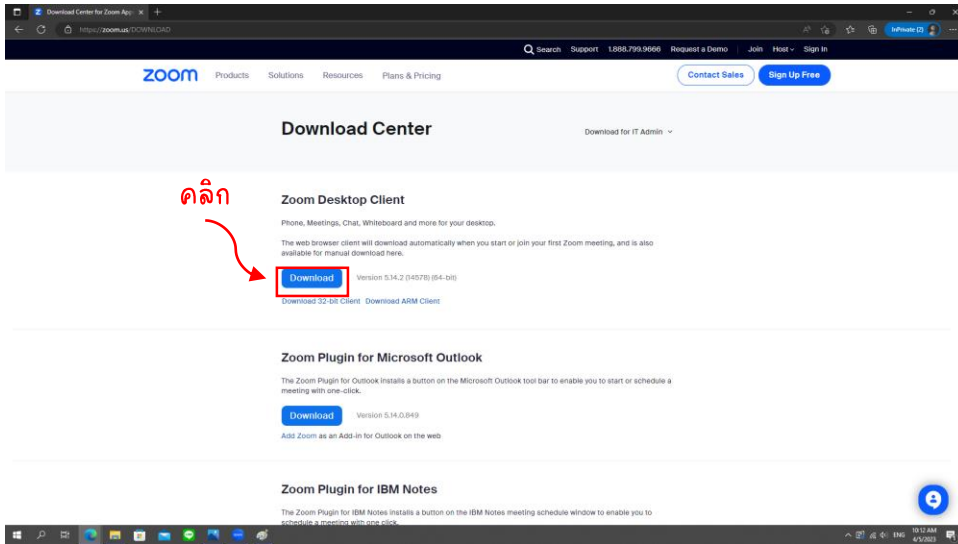 Download Center for Zoom App
https://zoom.us/DOWNLOAD
InPrivate (2)
Search Support 1.888.799.9666 Request a Demo Join Host Sign In
zoom Products Solutions Resources Plans & Pricing Contact Sales Sign Up Free
Download Center
Download for IT Admin
คลิก
Zoom Desktop Client
Phone, Meetings, Chat, Whiteboard and more for your desktop.
The web browser client will download automatically when you start or join your first Zoom meeting, and is also
available for manual download here.
Download Version 5.14.2 (14578) (64-bit)
Download 32-bit Client Download ARM Client
Zoom Plugin for Microsoft Outlook
The Zoom Plugin for Outlook installs a button on the Microsoft Outlook tool bar to enable you to start or schedule a
meeting with one-click.
Download Version 5.14.0.849
Add Zoom as an Add-in for Outlook on the web
Zoom Plugin for IBM Notes
The Zoom Plugin for IBM Notes installs a button on the IBM Notes meeting schedule window to enable you to
schedule a meeting with one click.
ENG
10:12 AM
4/5/2023